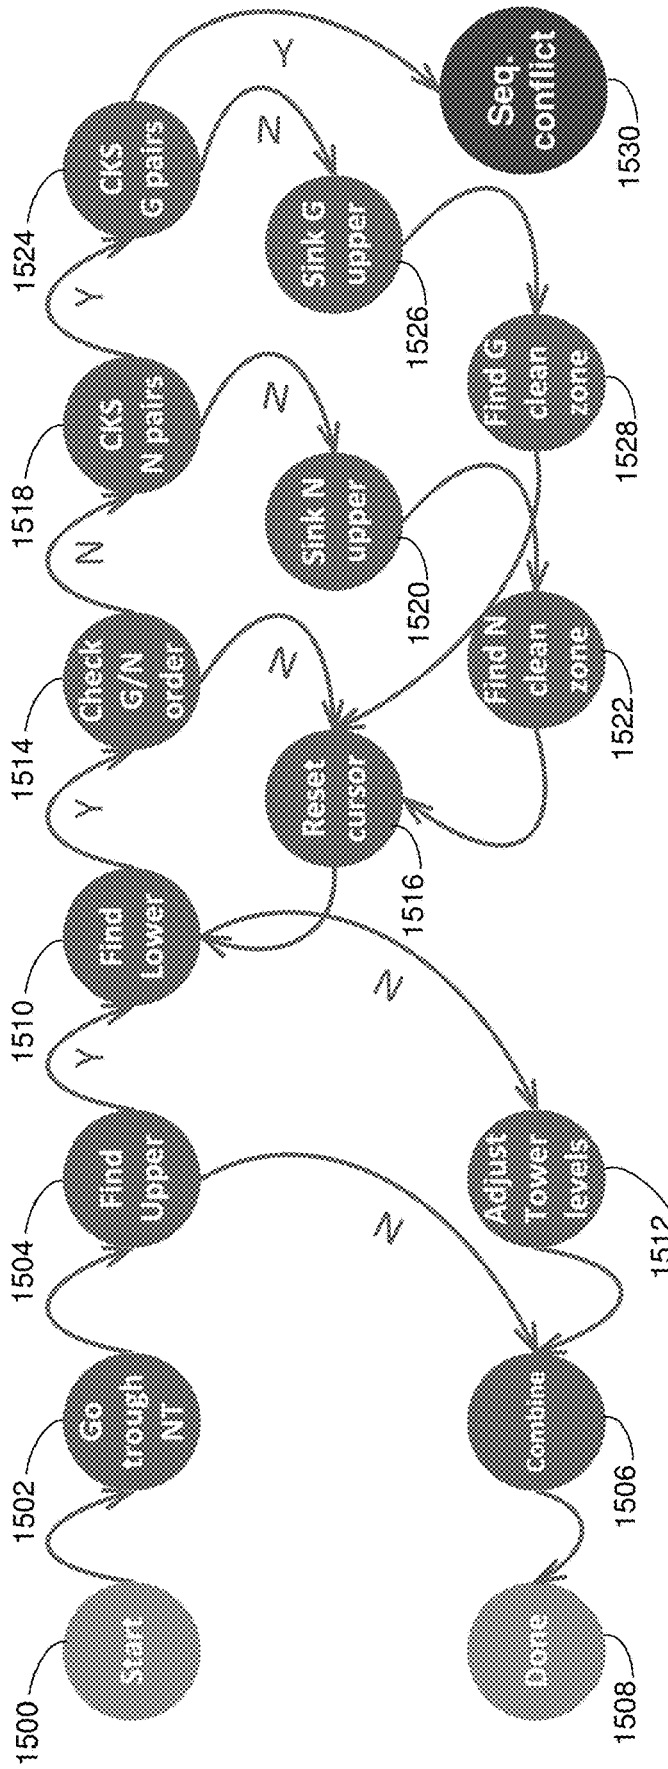 1500
Start
1502
Go
trough
NT
1504
Find
Upper
Y
1510
Find
Lower
Y
1514
Check
G/N
order
N
1518
CKS
N pairs
Y
1524
CKS
G pairs
Y
N
N
N
N
N
Reset
cursor
1516
Sink N
upper
1520
Sink G
upper
1526
Done
1508
Combine
1506
Adjust
Tower
levels
1512
Find N
clean
zone
1522
Find G
clean
zone
1528
Seq.
conflict
1530